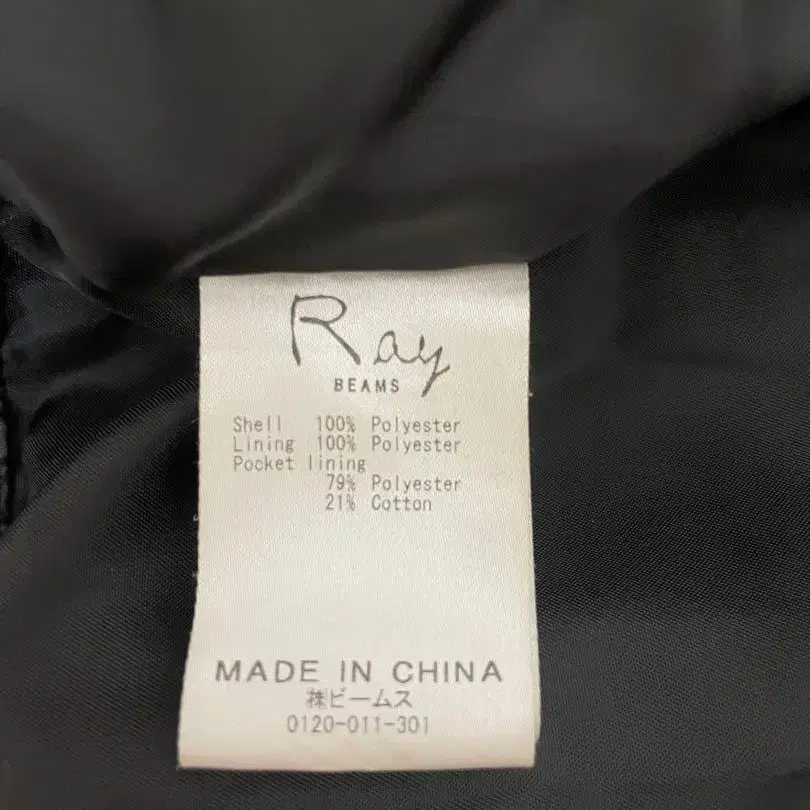 Ray
BEAMS
Shell 100% Polyester
Lining 100% Polyester
Pocket lining
79% Polyester
21% Cotton
MADE IN CHINA
㈱ビームス
0120-011-301